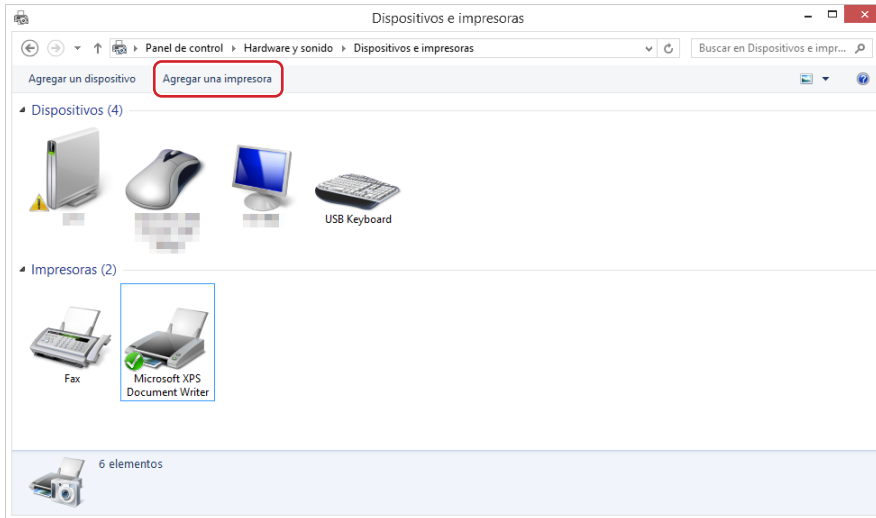 Dispositivos e impresoras
Panel de control Hardware y sonido Dispositivos e impresoras
Buscar en Dispositivos e impr...
Agregar un dispositivo Agregar una impresora
Dispositivos (4)
USB Keyboard
Impresoras (2)
Fax
Microsoft XPS
Document Writer
6 elementos